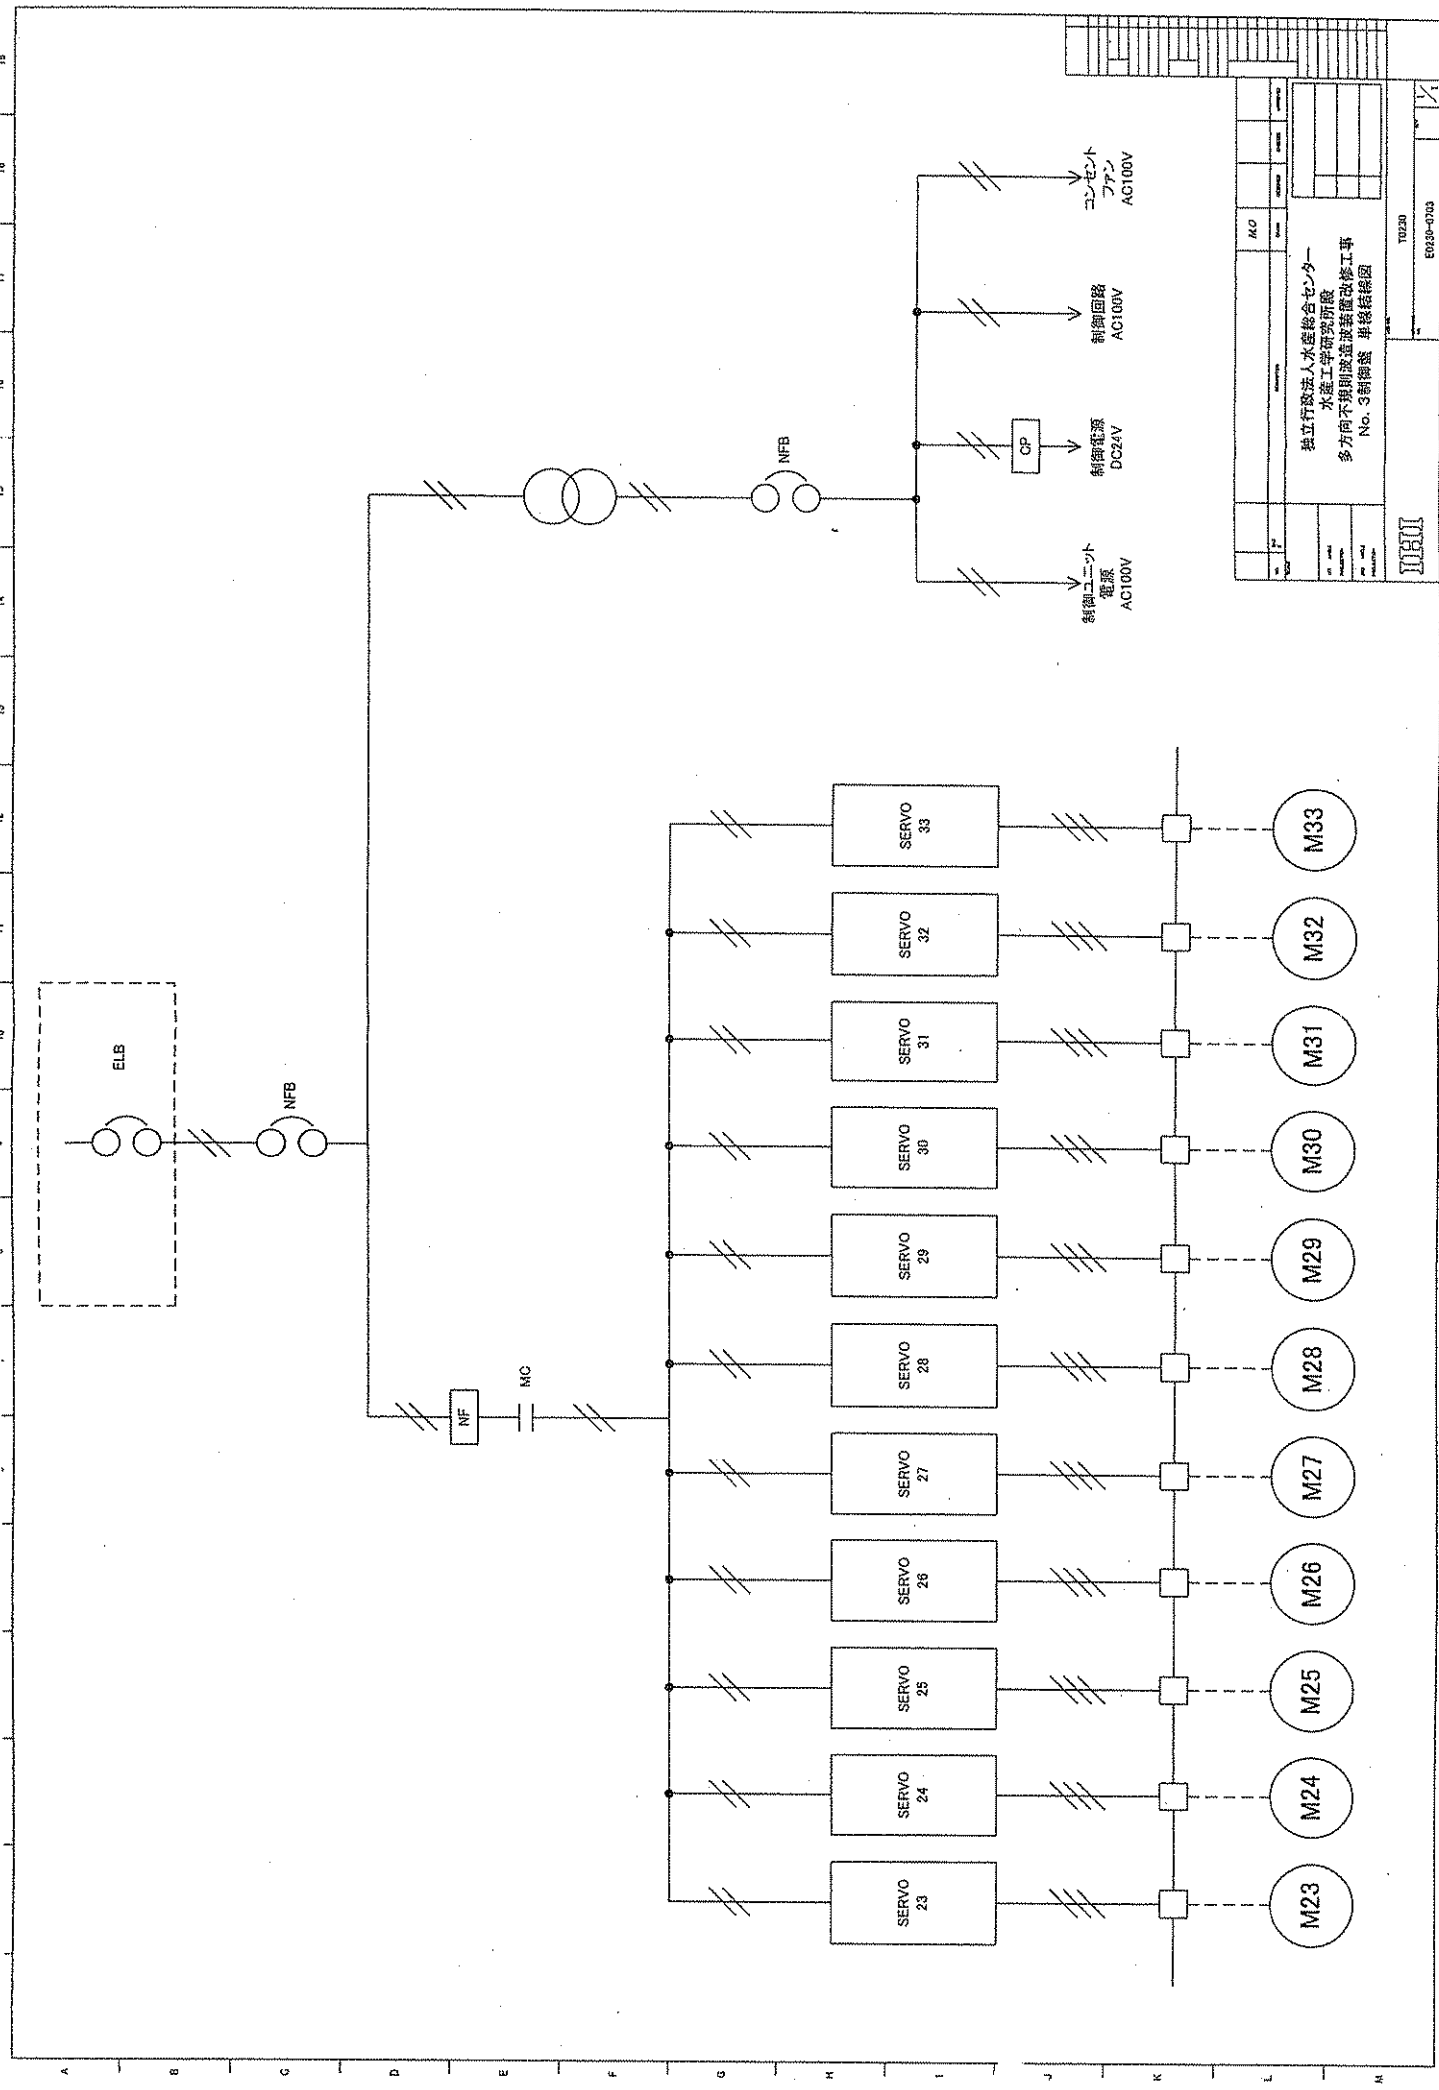 ELB
NFB
NF
MC
NFB
制御ユニット
電源
AC100V
CP
制御電源
DC24V
制御回路
AC100V
コンセント
ファン
AC100V
SERVO
23
SERVO
24
SERVO
25
SERVO
26
SERVO
27
SERVO
28
SERVO
29
SERVO
30
SERVO
31
SERVO
32
SERVO
33
M23
M24
M25
M26
M27
M28
M29
M30
M31
M32
M33
A
B
C
D
E
F
G
H
I
J
K
L
M
M.O
独立行政法人水産総合センター
水産工学研究所殿
多方向不規則波造波装置改修工事
No. 3制御盤 単線結線図
IHI
T0230
E0230-0703
1/1